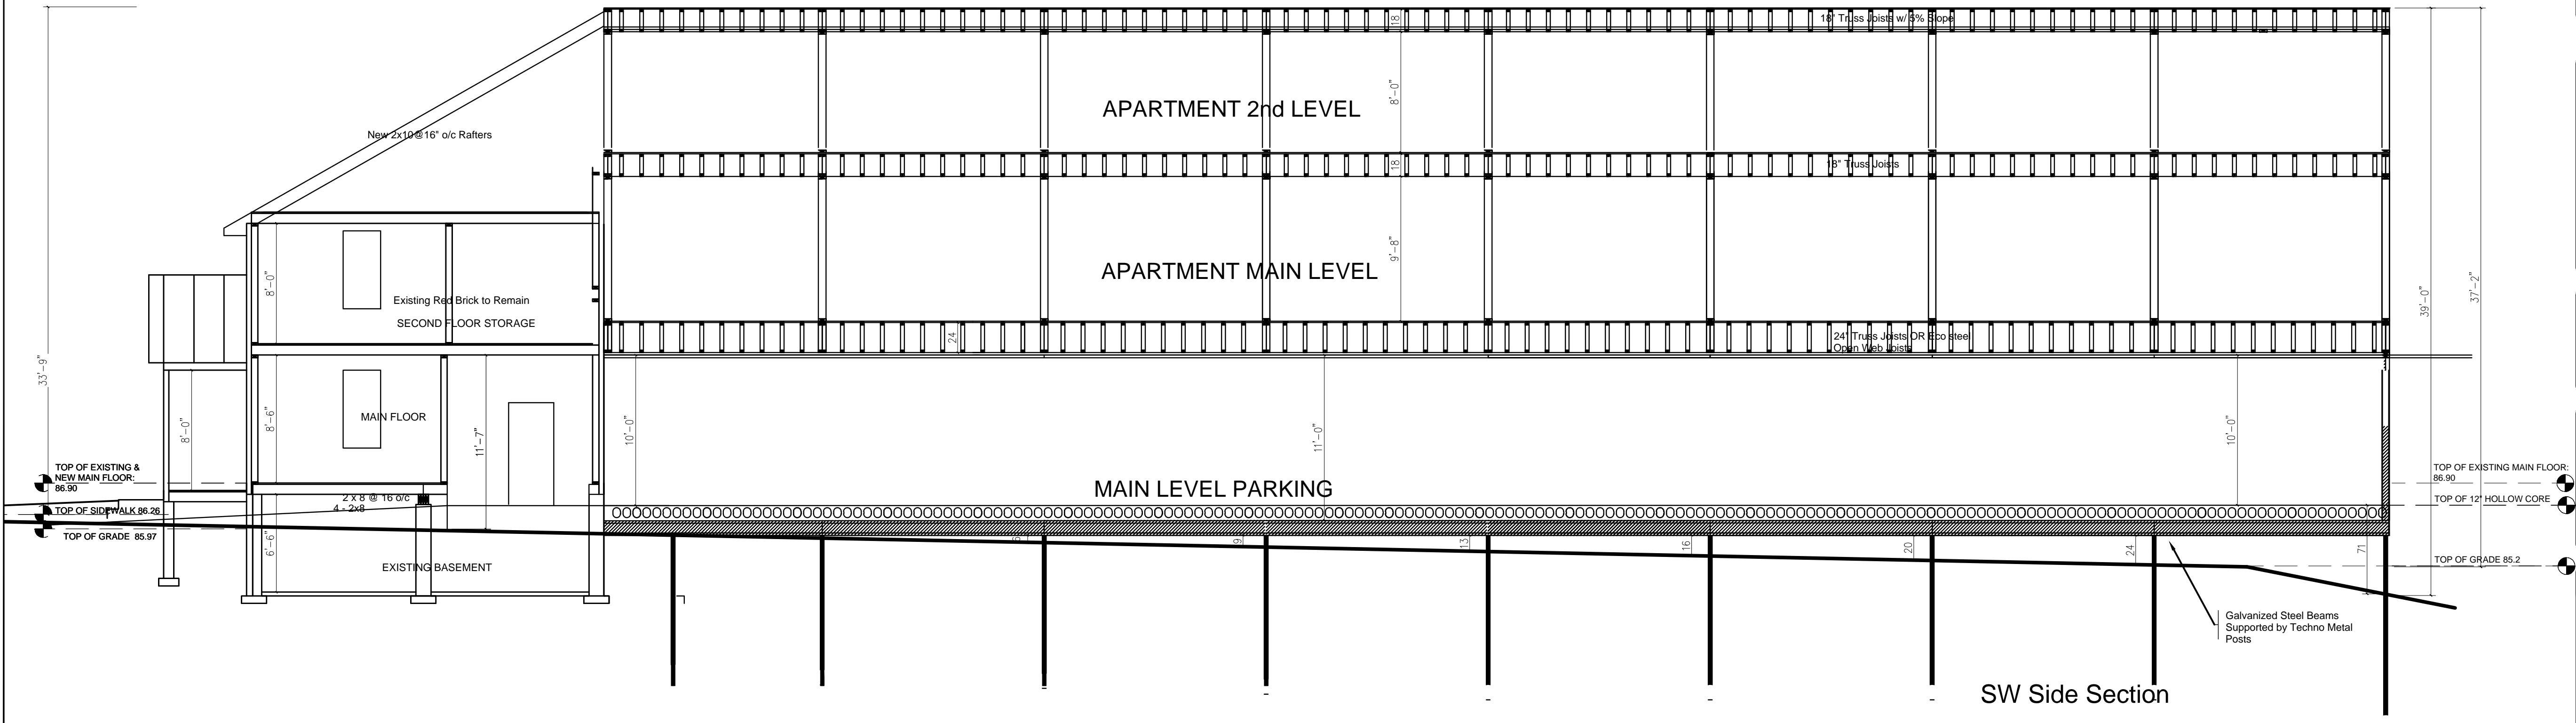 18
18" Truss Joists w/ 5% Slope
APARTMENT 2nd LEVEL
8'-0"
New 2x10@16" o/c Rafters
18
18" Truss Joists
APARTMENT MAIN LEVEL
9'-8"
8'-0"
Existing Red Brick to Remain
SECOND FLOOR STORAGE
39'-0"
37'-2"
33'-9"
24
24" Truss Joists OR Eco steel
Open Web Joists
8'-0"
8'-6"
MAIN FLOOR
11'-7"
10'-0"
11'-0"
10'-0"
MAIN LEVEL PARKING
TOP OF EXISTING &
NEW MAIN FLOOR:
86.90
TOP OF SIDEWALK 86.26
TOP OF GRADE 85.97
2 x 8 @ 16 o/c
4 - 2x8
6'-6"
EXISTING BASEMENT
6
9
13
16
20
24
71
TOP OF EXISTING MAIN FLOOR:
86.90
TOP OF 12" HOLLOW CORE
TOP OF GRADE 85.2
Galvanized Steel Beams
Supported by Techno Metal
Posts
SW Side Section